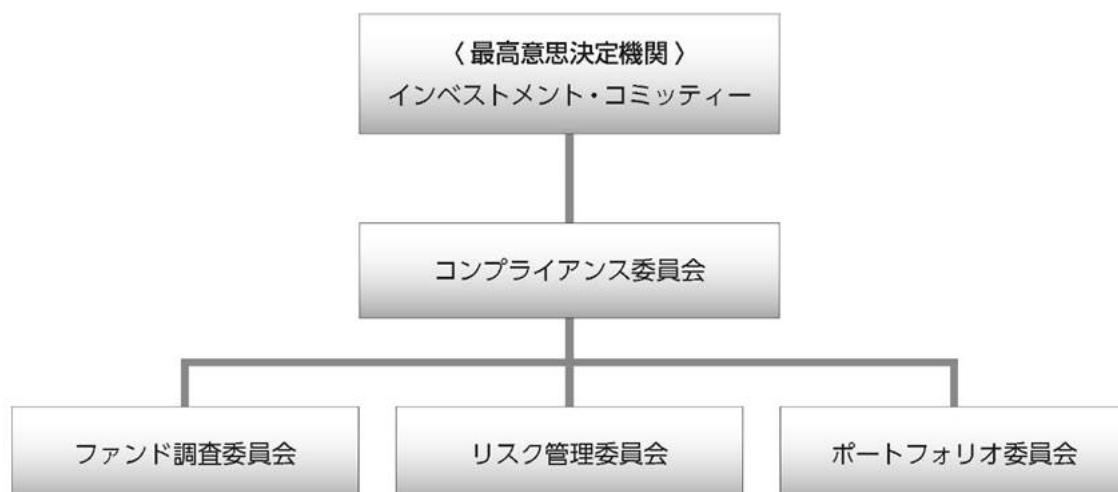 〈 最高意思決定機関 〉
インベストメント・コミッティー
コンプライアンス委員会
ファンド調査委員会
リスク管理委員会
ポートフォリオ委員会